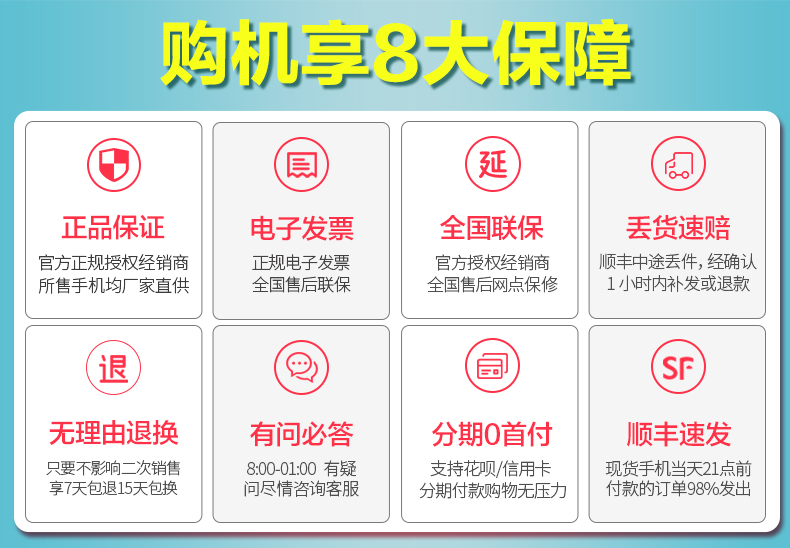 购机享8大保障
正品保证
官方正规授权经销商
所售手机均厂家直供
电子发票
正规电子发票
全国售后联保
延
全国联保
官方授权经销商
全国售后网点保修
丢货速赔
顺丰中途丢件，经确认
1小时内补发或退款
退
无理由退换
只要不影响二次销售
享7天包退15天包换
有问必答
8:00-01:00 有疑
问尽情咨询客服
分期0首付
支持花呗/信用卡
分期付款购物无压力
SF
顺丰速发
现货手机当天21点前
付款的订单98%发出